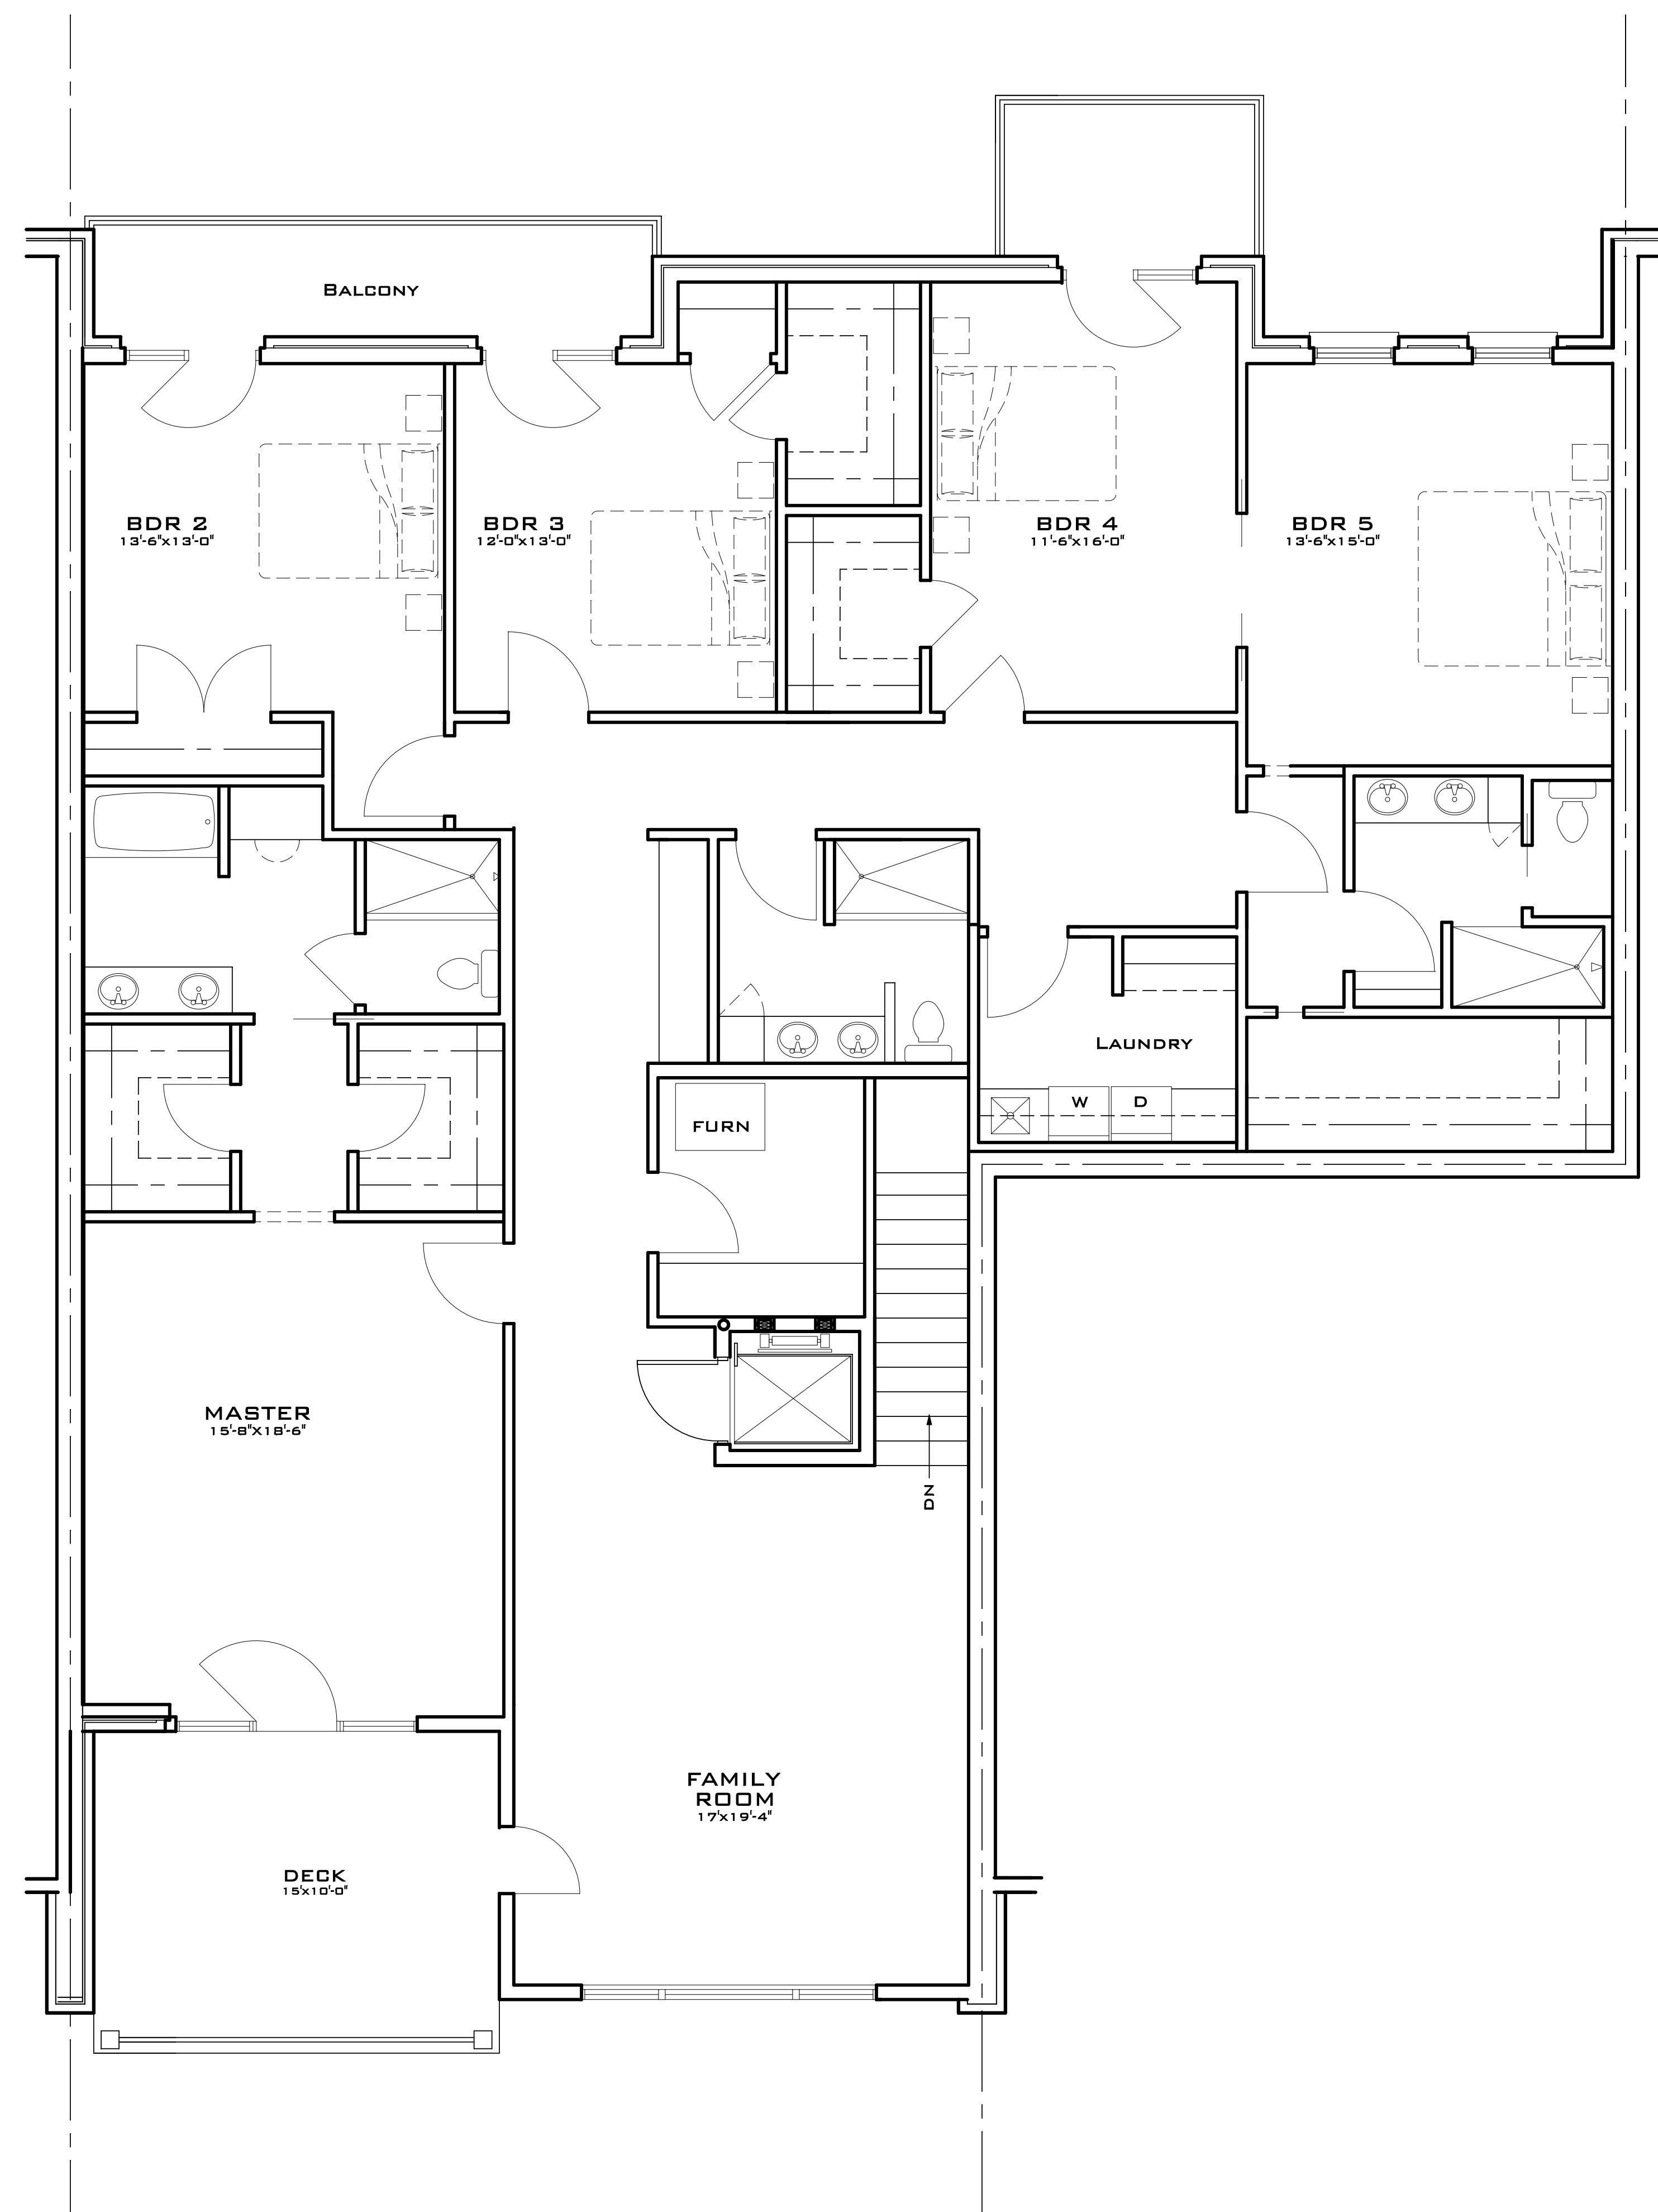 BALCONY
BDR 2
13'-6"x13'-0"
BDR 3
12'-0"x13'-0"
BDR 4
11'-6"x16'-0"
BDR 5
13'-6"x15'-0"
LAUNDRY
W
D
FURN
MASTER
15'-8"X18'-6"
DN
FAMILY
ROOM
17'x19'-4"
DECK
15'x10'-0"